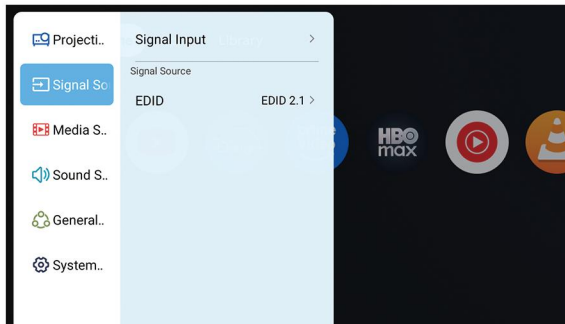 Projecti..
Signal So
Media S..
Sound S..
General..
System..
Signal Input
Signal Source
EDID
EDID 2.1
HBO
max